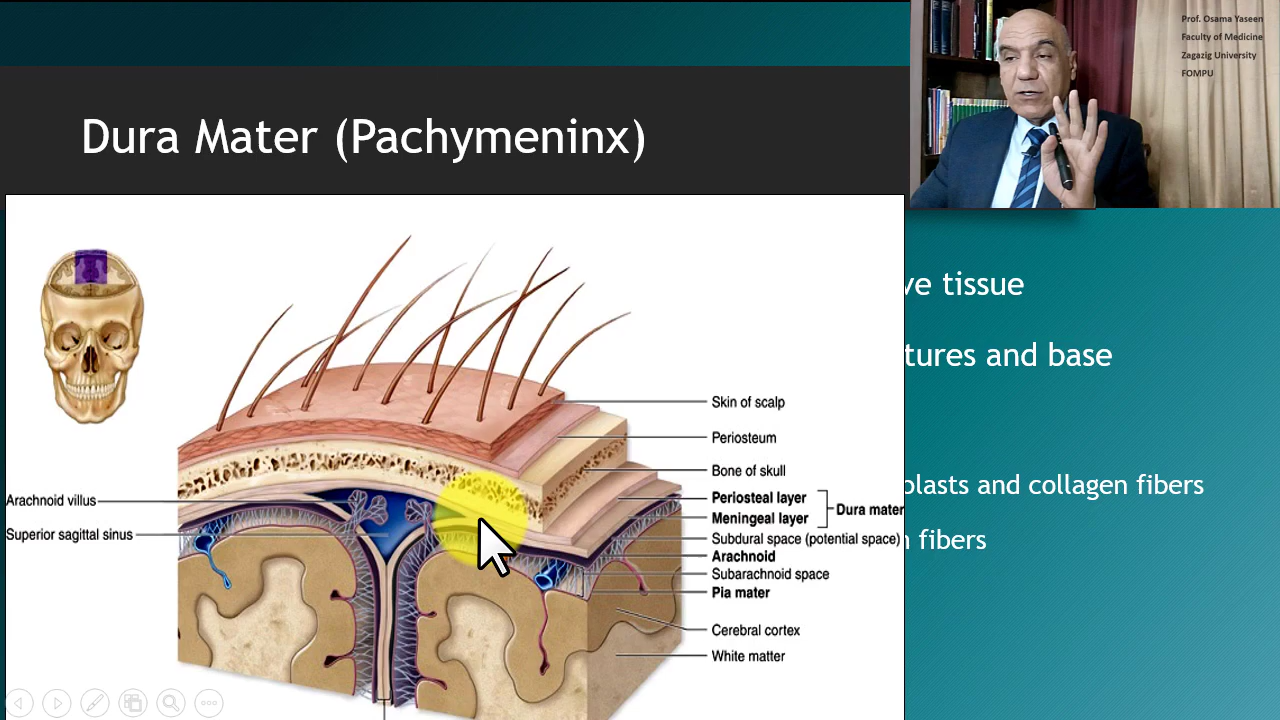 Prof. Osama Yaseen
Faculty of Medicine
Zagazig University
FOMPU
Dura Mater (Pachymeninx)
ve tissue
tures and base
plasts and collagen fibers
n fibers
Skin of scalp
Periosteum
Bone of skull
Periosteal layer
Meningeal layer
Dura mater
Subdural space (potential space)
Arachnoid
Subarachnoid space
Pia mater
Cerebral cortex
White matter
Arachnoid villus
Superior sagittal sinus